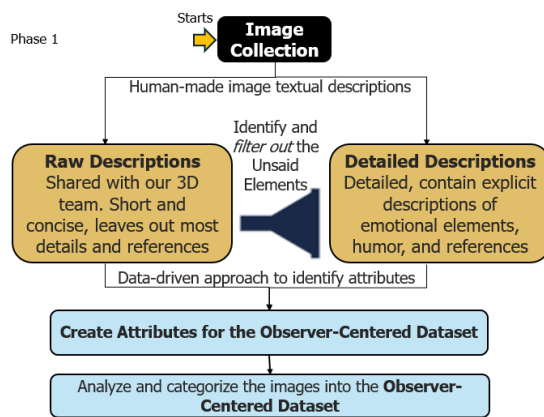 Phase 1
Starts
Image
Collection
Human-made image textual descriptions
Raw Descriptions
Shared with our 3D
team. Short and
concise, leaves out most
details and references
Identify and
filter out the
Unsaid
Elements
Detailed Descriptions
Detailed, contain explicit
descriptions of
emotional elements,
humor, and references
Data-driven approach to identify attributes
Create Attributes for the Observer-Centered Dataset
Analyze and categorize the images into the Observer-
Centered Dataset